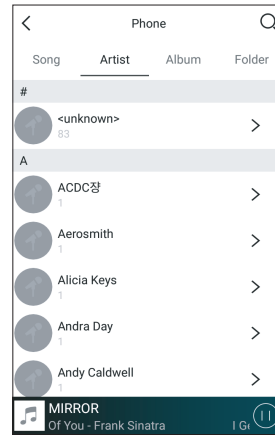 Phone
Song Artist Album Folder
#
<unknown>
83
A
ACDC쟝
1
Aerosmith
1
Alicia Keys
1
Andra Day
1
Andy Caldwell
1
MIRROR
Of You - Frank Sinatra I G